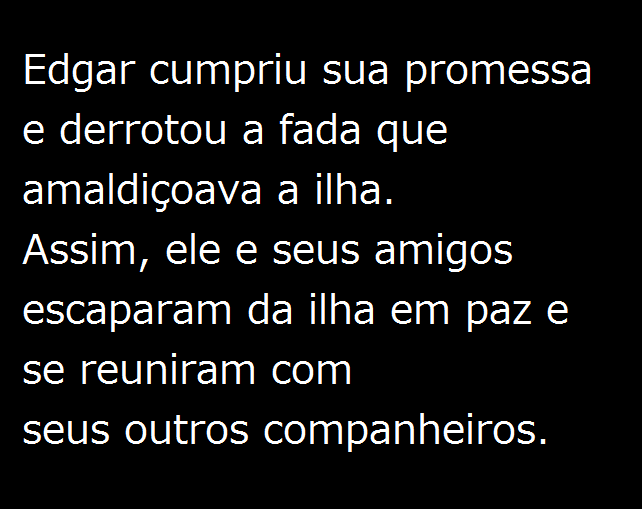 Edgar cumpriu sua promessa
e derrotou a fada que
amaldiçoava a ilha.
Assim, ele e seus amigos
escaparam da ilha em paz e
se reuniram com
seus outros companheiros.